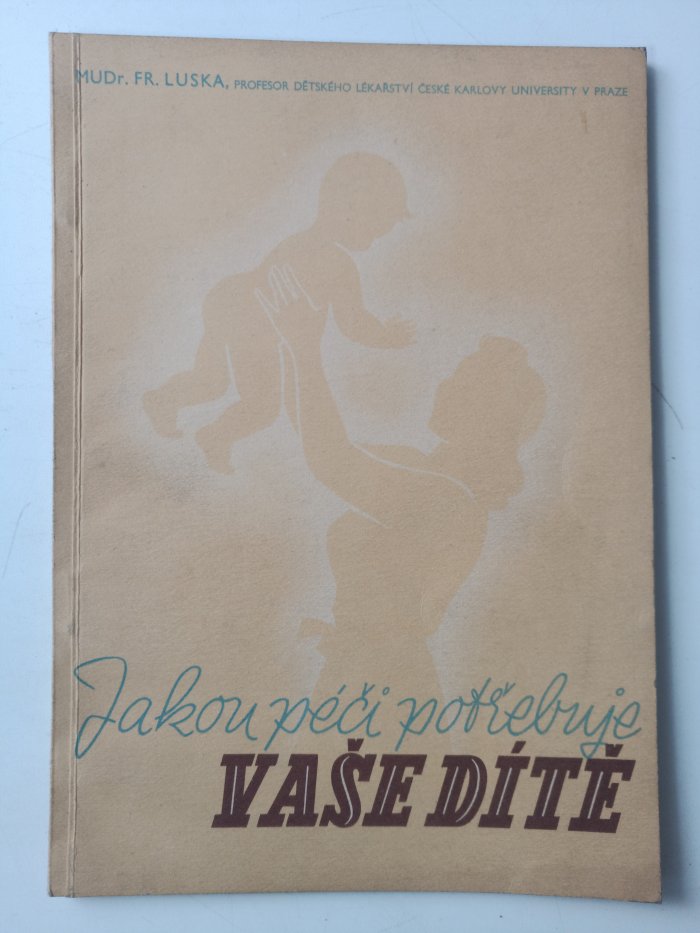 MUDr. FR. LUSKA, PROFESOR DĚTSKÉHO LÉKAŘSTVÍ ČESKÉ KARLOVY UNIVERSITY V PRAZE
Jakou péči potřebuje
VAŠE DÍTĚ